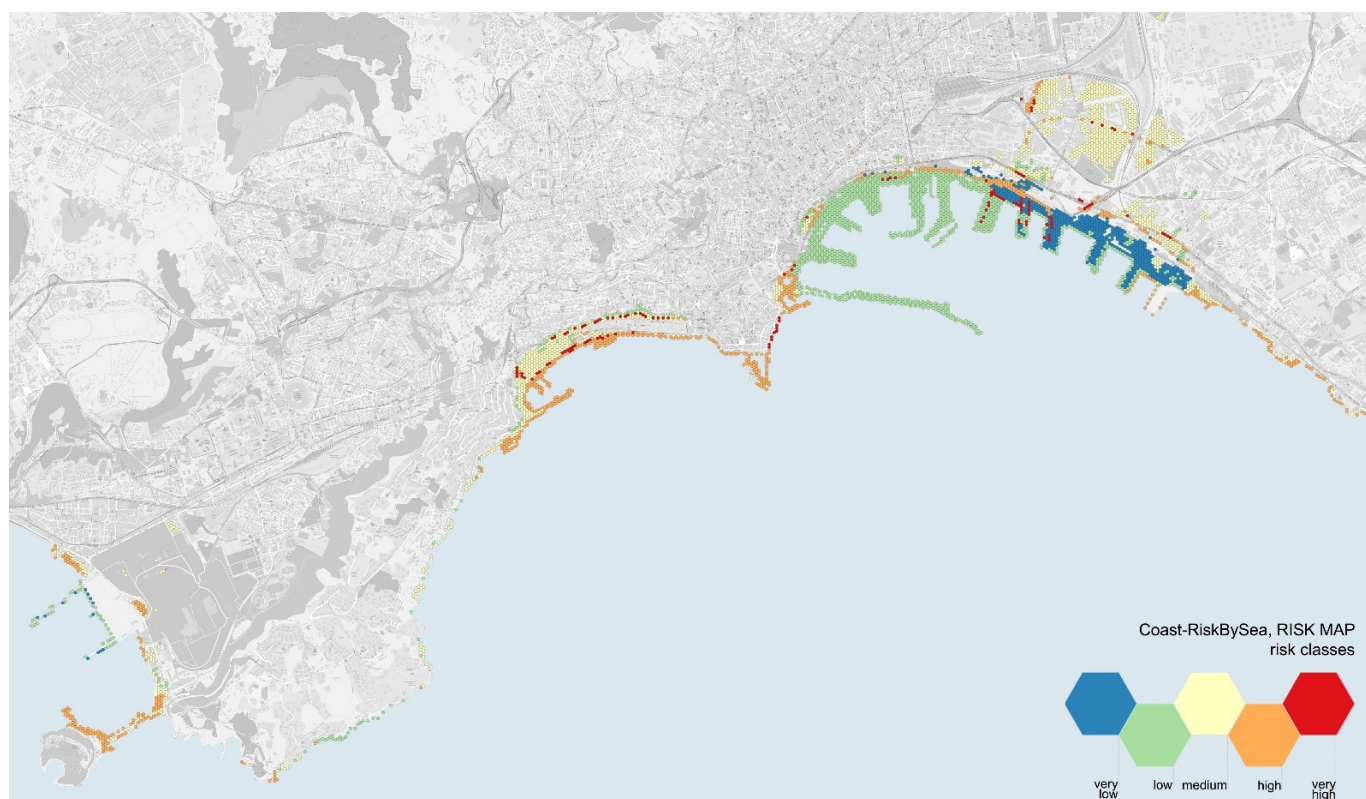 Coast-RiskBySea, RISK MAP
risk classes
very low
low
medium
high
very high